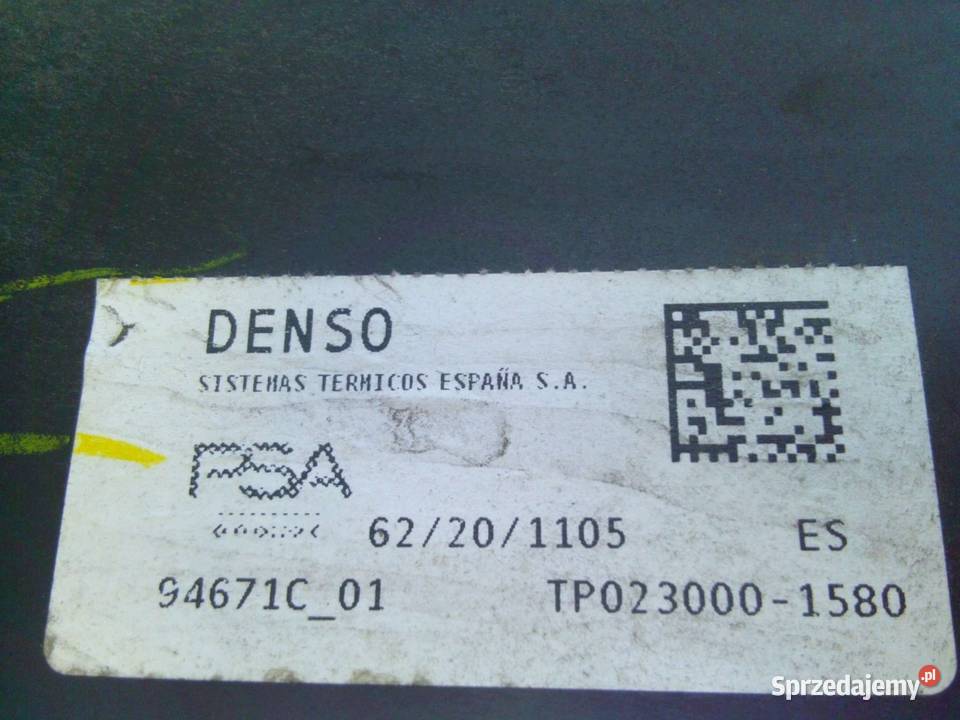 DENSO
SISTEMAS TERMICOS ESPAÑA S.A.
PSA
62/20/1105 ES
94671C_01 TP023000-1580
Sprzedajemy.pl